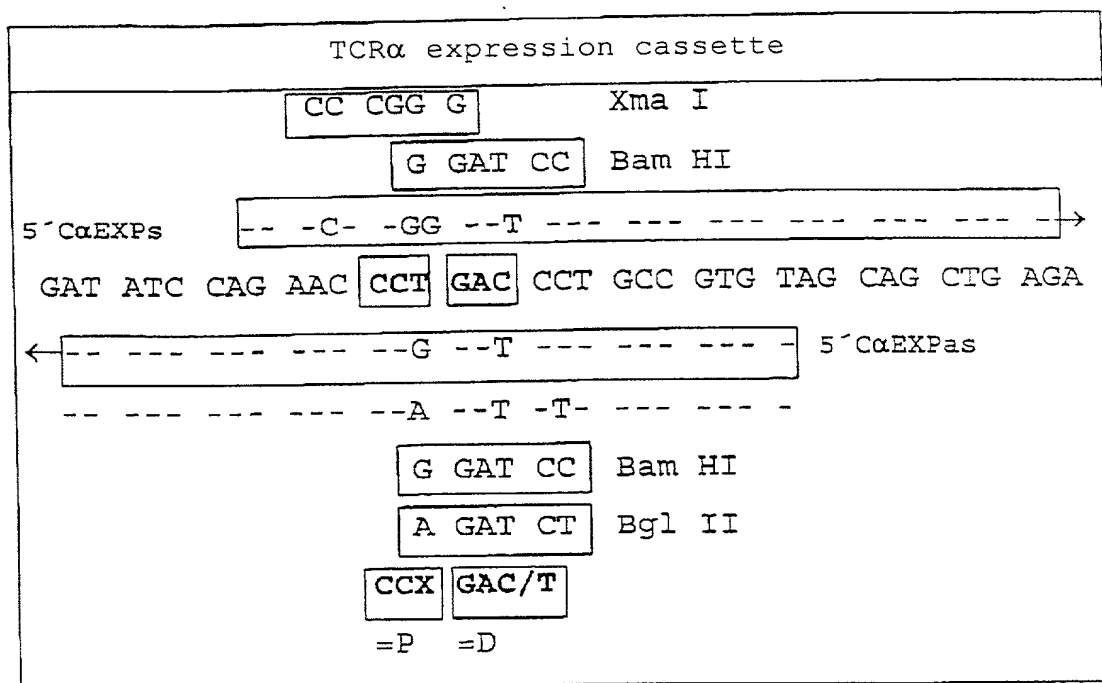 TCRα expression cassette
CC CGG G Xma I
G GAT CC Bam HI
5´CαEXPs -- -C- -GG --T --- --- --- --- --- --- --- -→
GAT ATC CAG AAC CCT GAC CCT GCC GTG TAG CAG CTG AGA
←-- --- --- --- --G --T --- --- --- --- - 5´CαEXPas
-- --- --- --- --A --T -T- --- --- --- -
G GAT CC Bam HI
A GAT CT Bgl II
CCX GAC/T
=P =D